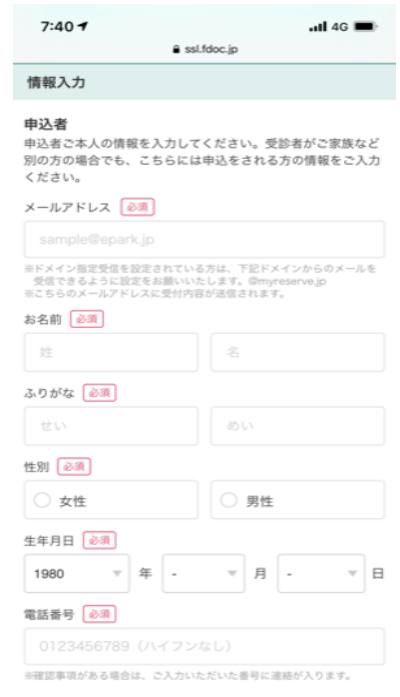 7:40 4G
ssl.fdoc.jp
情報入力
申込者
申込者ご本人の情報を入力してください。受診者がご家族など
別の方の場合でも、こちらには申込をされる方の情報をご入力
ください。
メールアドレス 必須
sample@epark.jp
※ドメイン指定受信を設定されている方は、下記ドメインからのメールを
受信できるように設定をお願いいたします。@myreserve.jp
※こちらのメールアドレスに受付内容が送信されます。
お名前 必須
姓 名
ふりがな 必須
せい めい
性別 必須
女性 男性
生年月日 必須
1980 年 - 月 - 日
電話番号 必須
0123456789（ハイフンなし）
※確認事項がある場合は、ご入力いただいた番号に連絡が入ります。